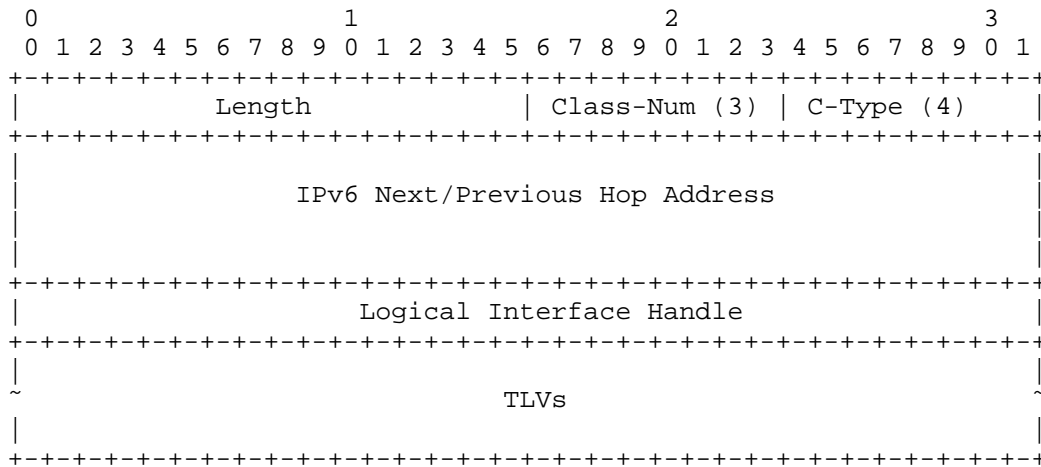 0                   1                   2                   3
 0 1 2 3 4 5 6 7 8 9 0 1 2 3 4 5 6 7 8 9 0 1 2 3 4 5 6 7 8 9 0 1
+-+-+-+-+-+-+-+-+-+-+-+-+-+-+-+-+-+-+-+-+-+-+-+-+-+-+-+-+-+-+-+-+
|            Length             | Class-Num (3) | C-Type (4)    |
+-+-+-+-+-+-+-+-+-+-+-+-+-+-+-+-+-+-+-+-+-+-+-+-+-+-+-+-+-+-+-+-+
|                                                               |
|                 IPv6 Next/Previous Hop Address                |
|                                                               |
|                                                               |
+-+-+-+-+-+-+-+-+-+-+-+-+-+-+-+-+-+-+-+-+-+-+-+-+-+-+-+-+-+-+-+-+
|                     Logical Interface Handle                  |
+-+-+-+-+-+-+-+-+-+-+-+-+-+-+-+-+-+-+-+-+-+-+-+-+-+-+-+-+-+-+-+-+
|                                                               |
~                              TLVs                             ~
|                                                               |
+-+-+-+-+-+-+-+-+-+-+-+-+-+-+-+-+-+-+-+-+-+-+-+-+-+-+-+-+-+-+-+-+